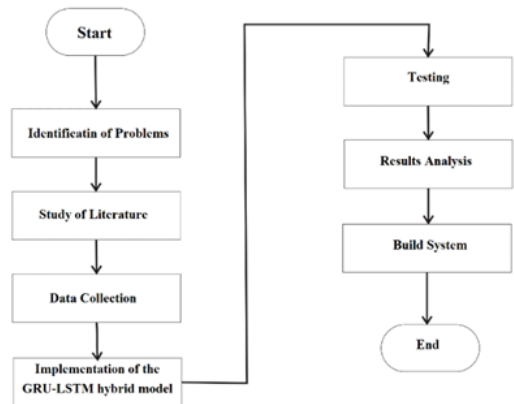 Start
Identificatin of Problems
Study of Literature
Data Collection
Implementation of the
GRU-LSTM hybrid model
Testing
Results Analysis
Build System
End